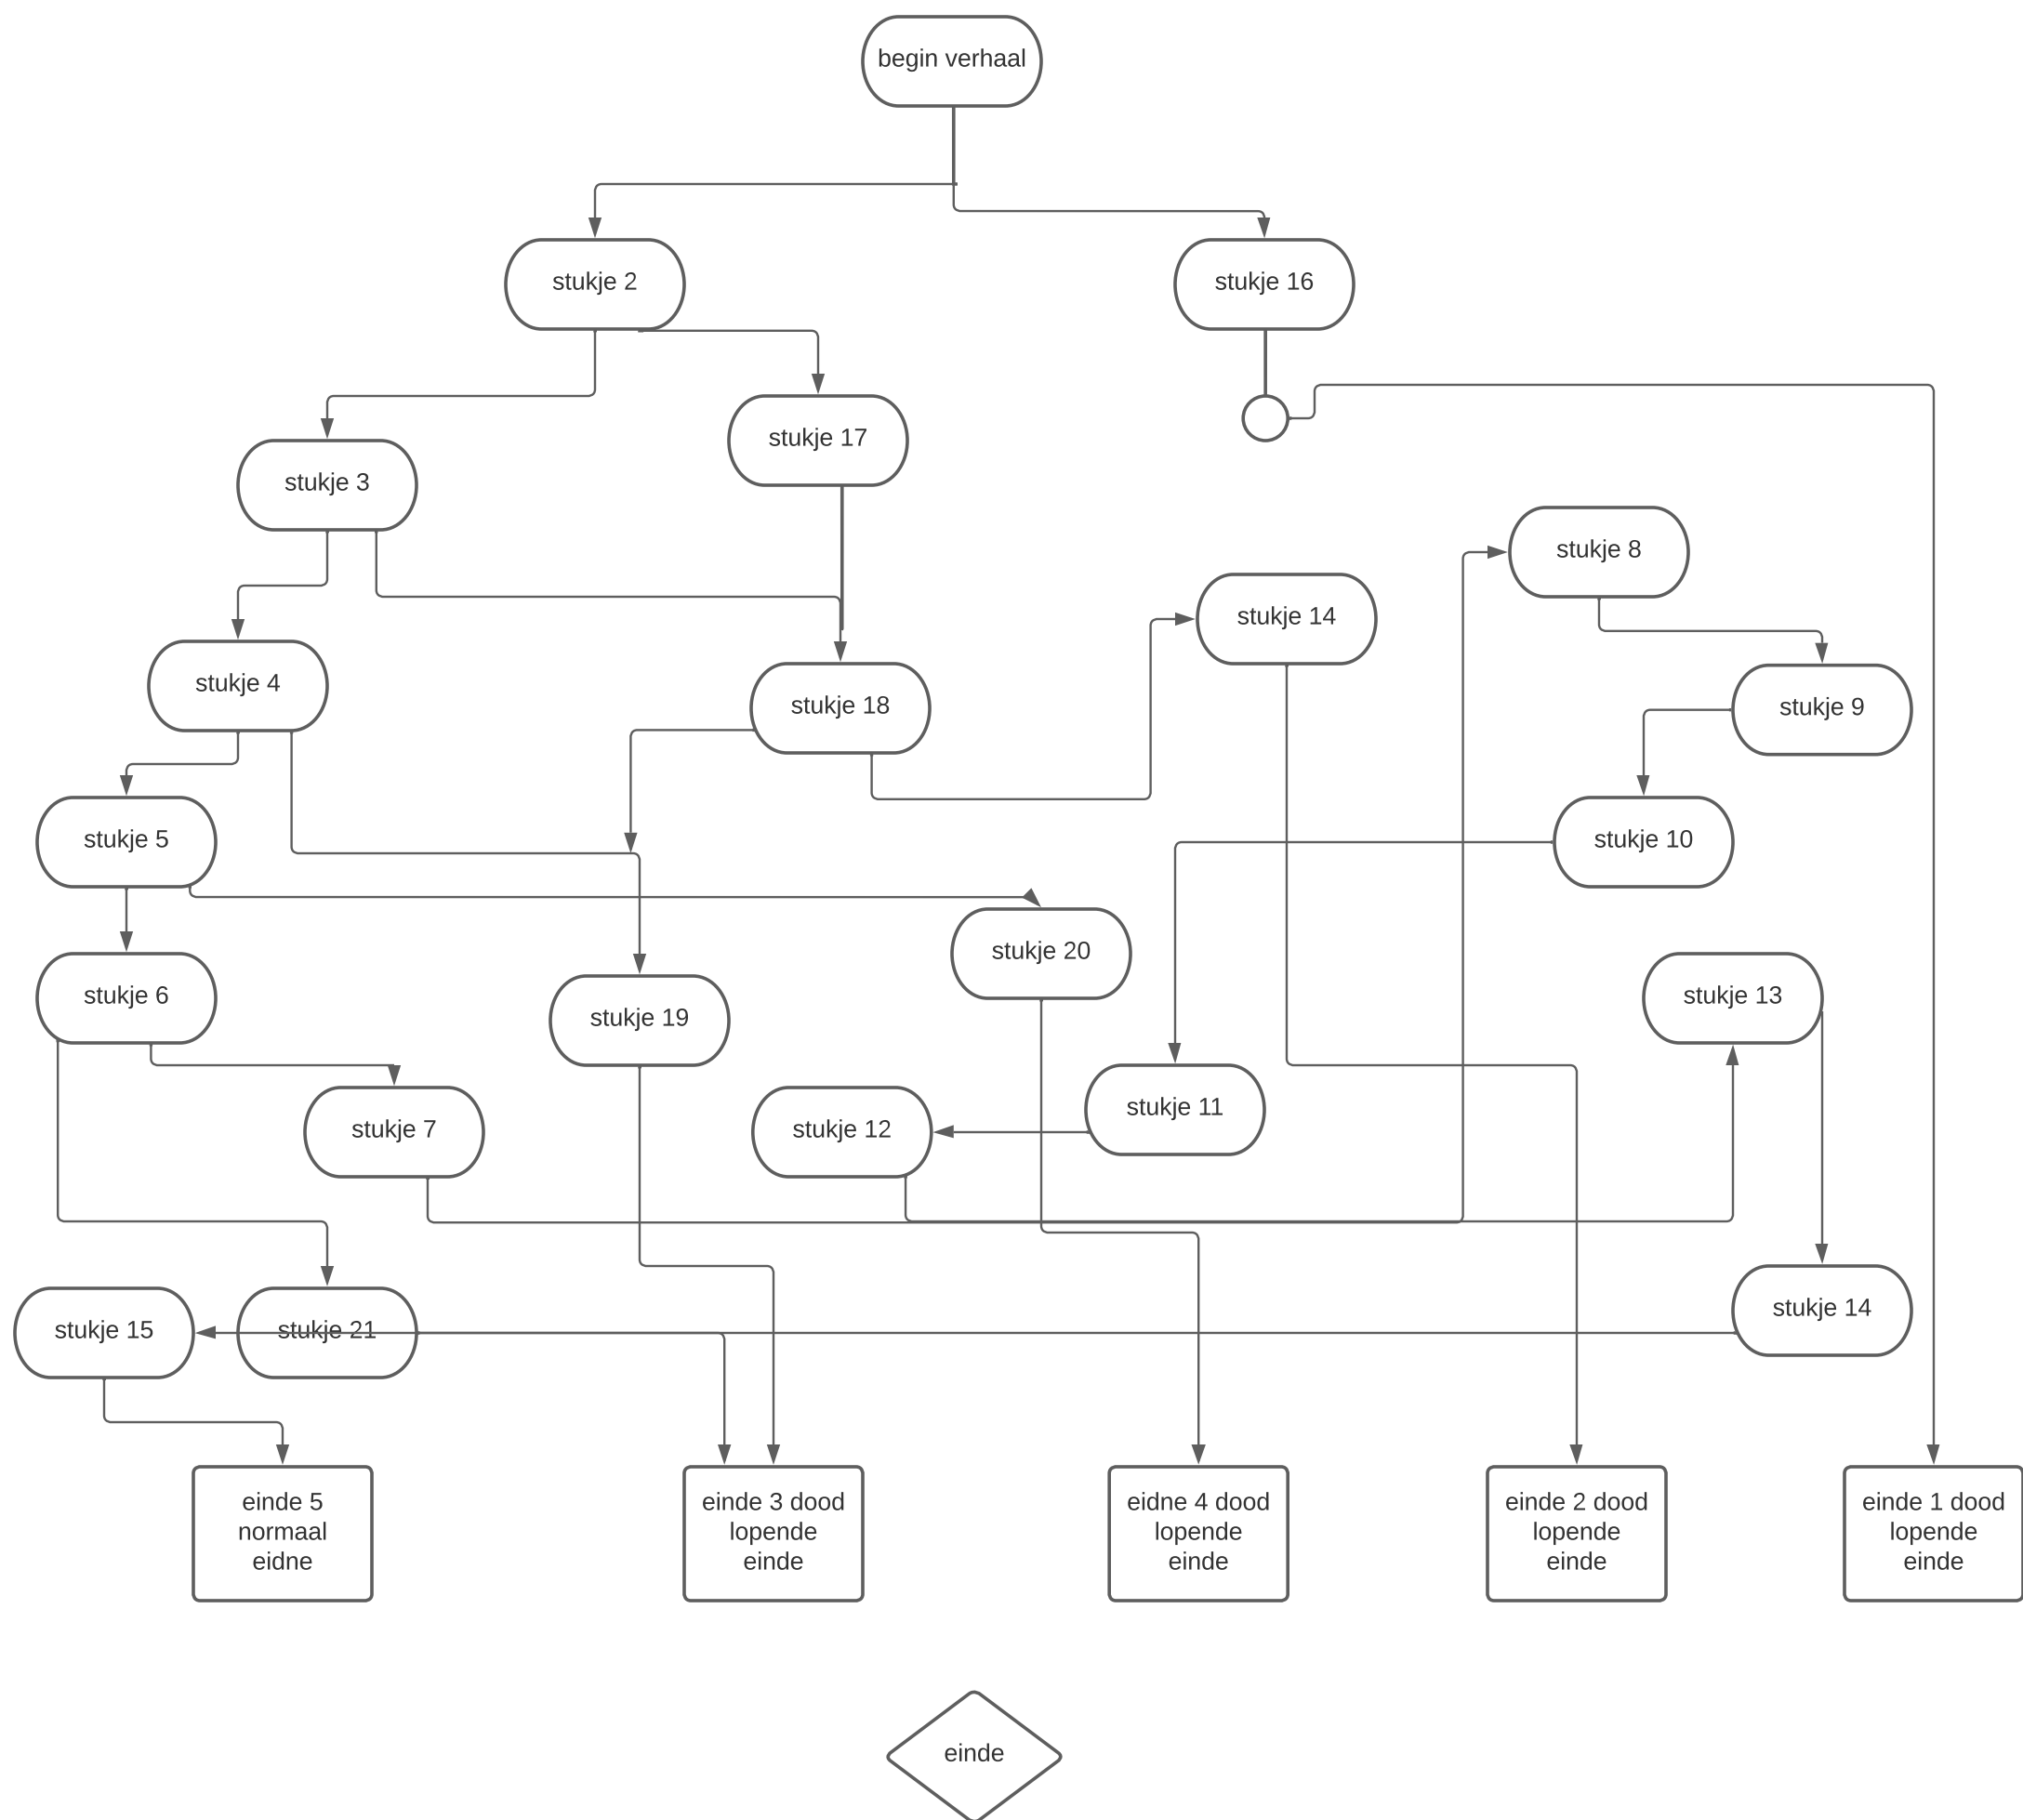 begin verhaal
stukje 2
stukje 16
stukje 17
stukje 3
stukje 8
stukje 14
stukje 4
stukje 18
stukje 9
stukje 5
stukje 10
stukje 20
stukje 6
stukje 19
stukje 13
stukje 11
stukje 7
stukje 12
stukje 14
stukje 15
stukje 21
einde 5
normaal
eidne
einde 3 dood
lopende
einde
eidne 4 dood
lopende
einde
einde 2 dood
lopende
einde
einde 1 dood
lopende
einde
einde